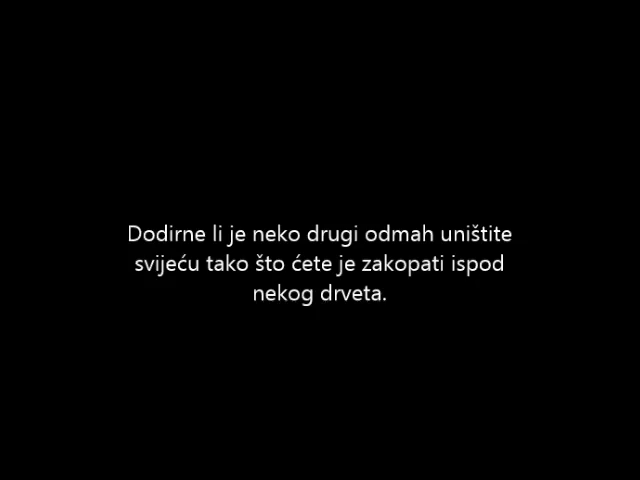 Dodirne li je neko drugi odmah uništite
svijeću tako što ćete je zakopati ispod
nekog drveta.